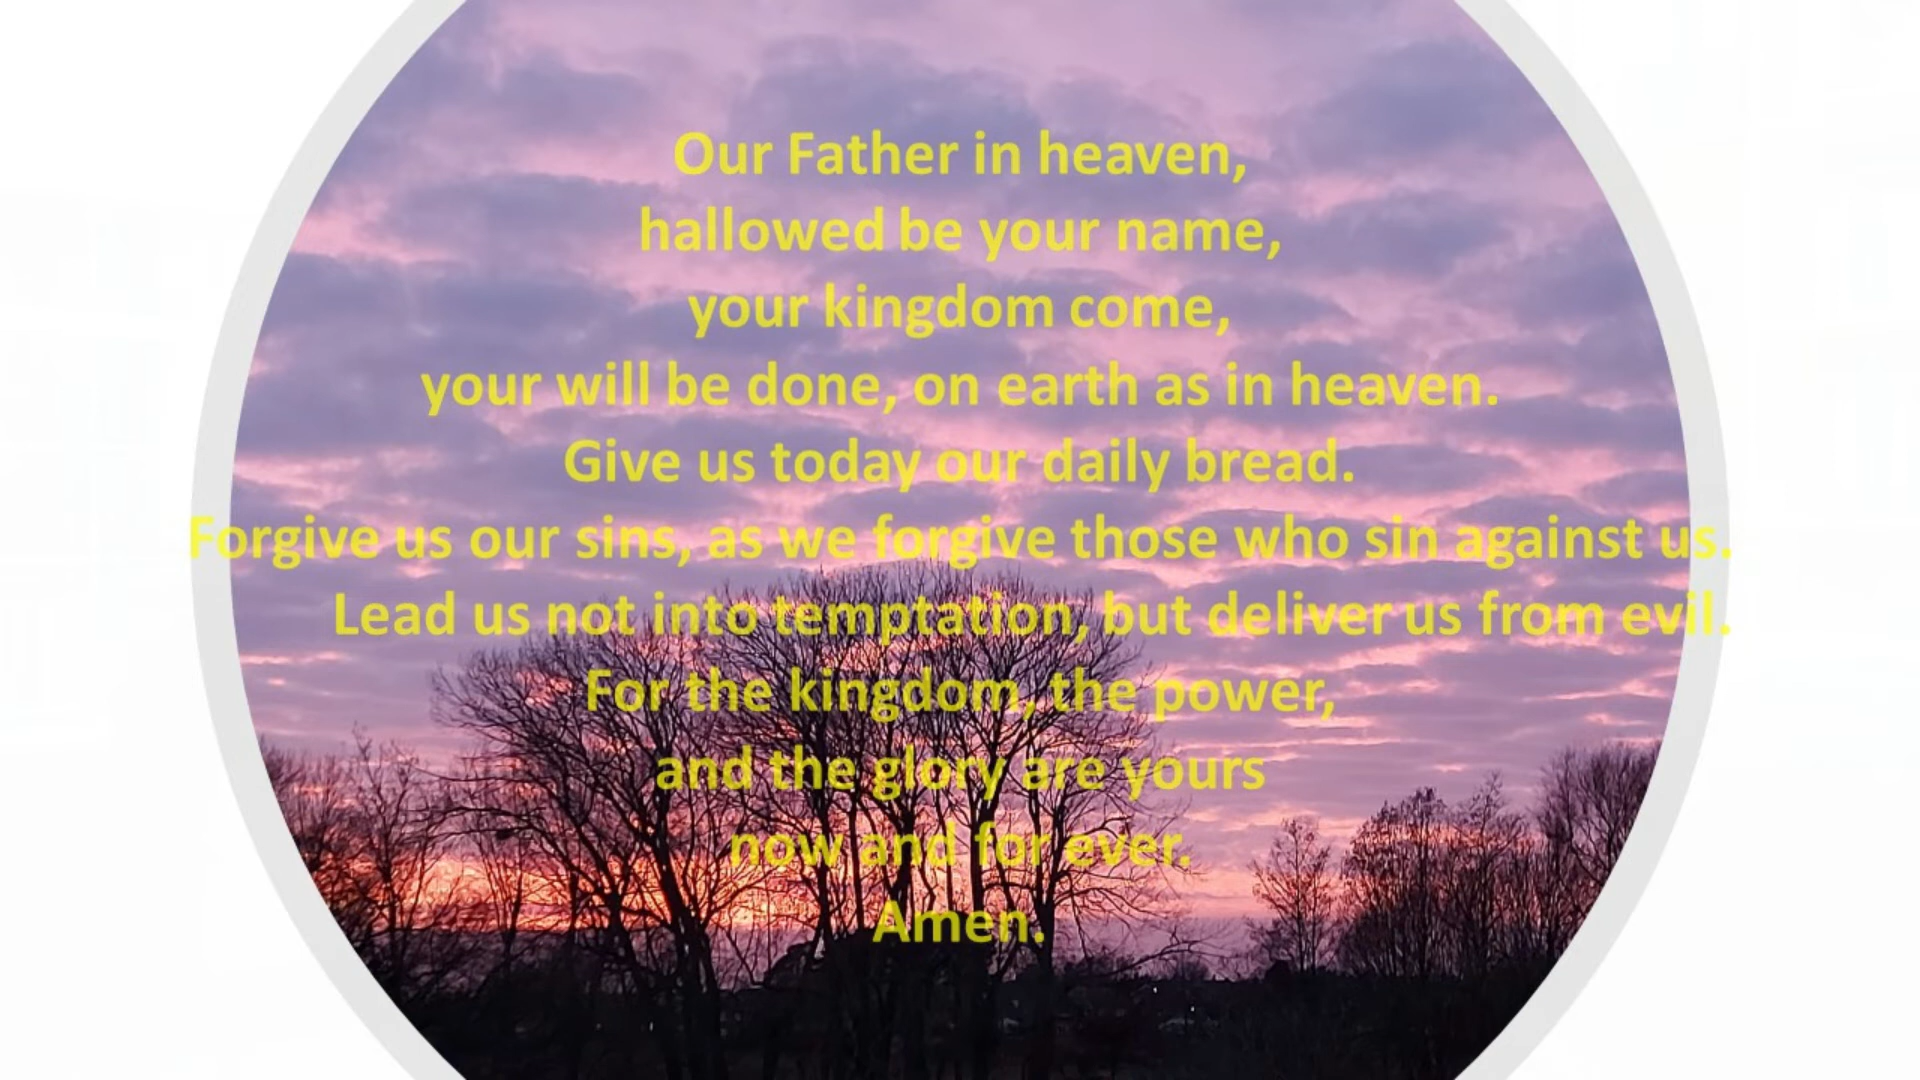 Our Father in heaven,
hallowed be your name,
your kingdom come,
your will be done, on earth as in heaven.
Give us today our daily bread.
Forgive us our sins, as we forgive those who sin against us.
Lead us not into temptation, but deliver us from evil.
For the kingdom, the power,
and the glory are yours
now and for ever.
Amen.